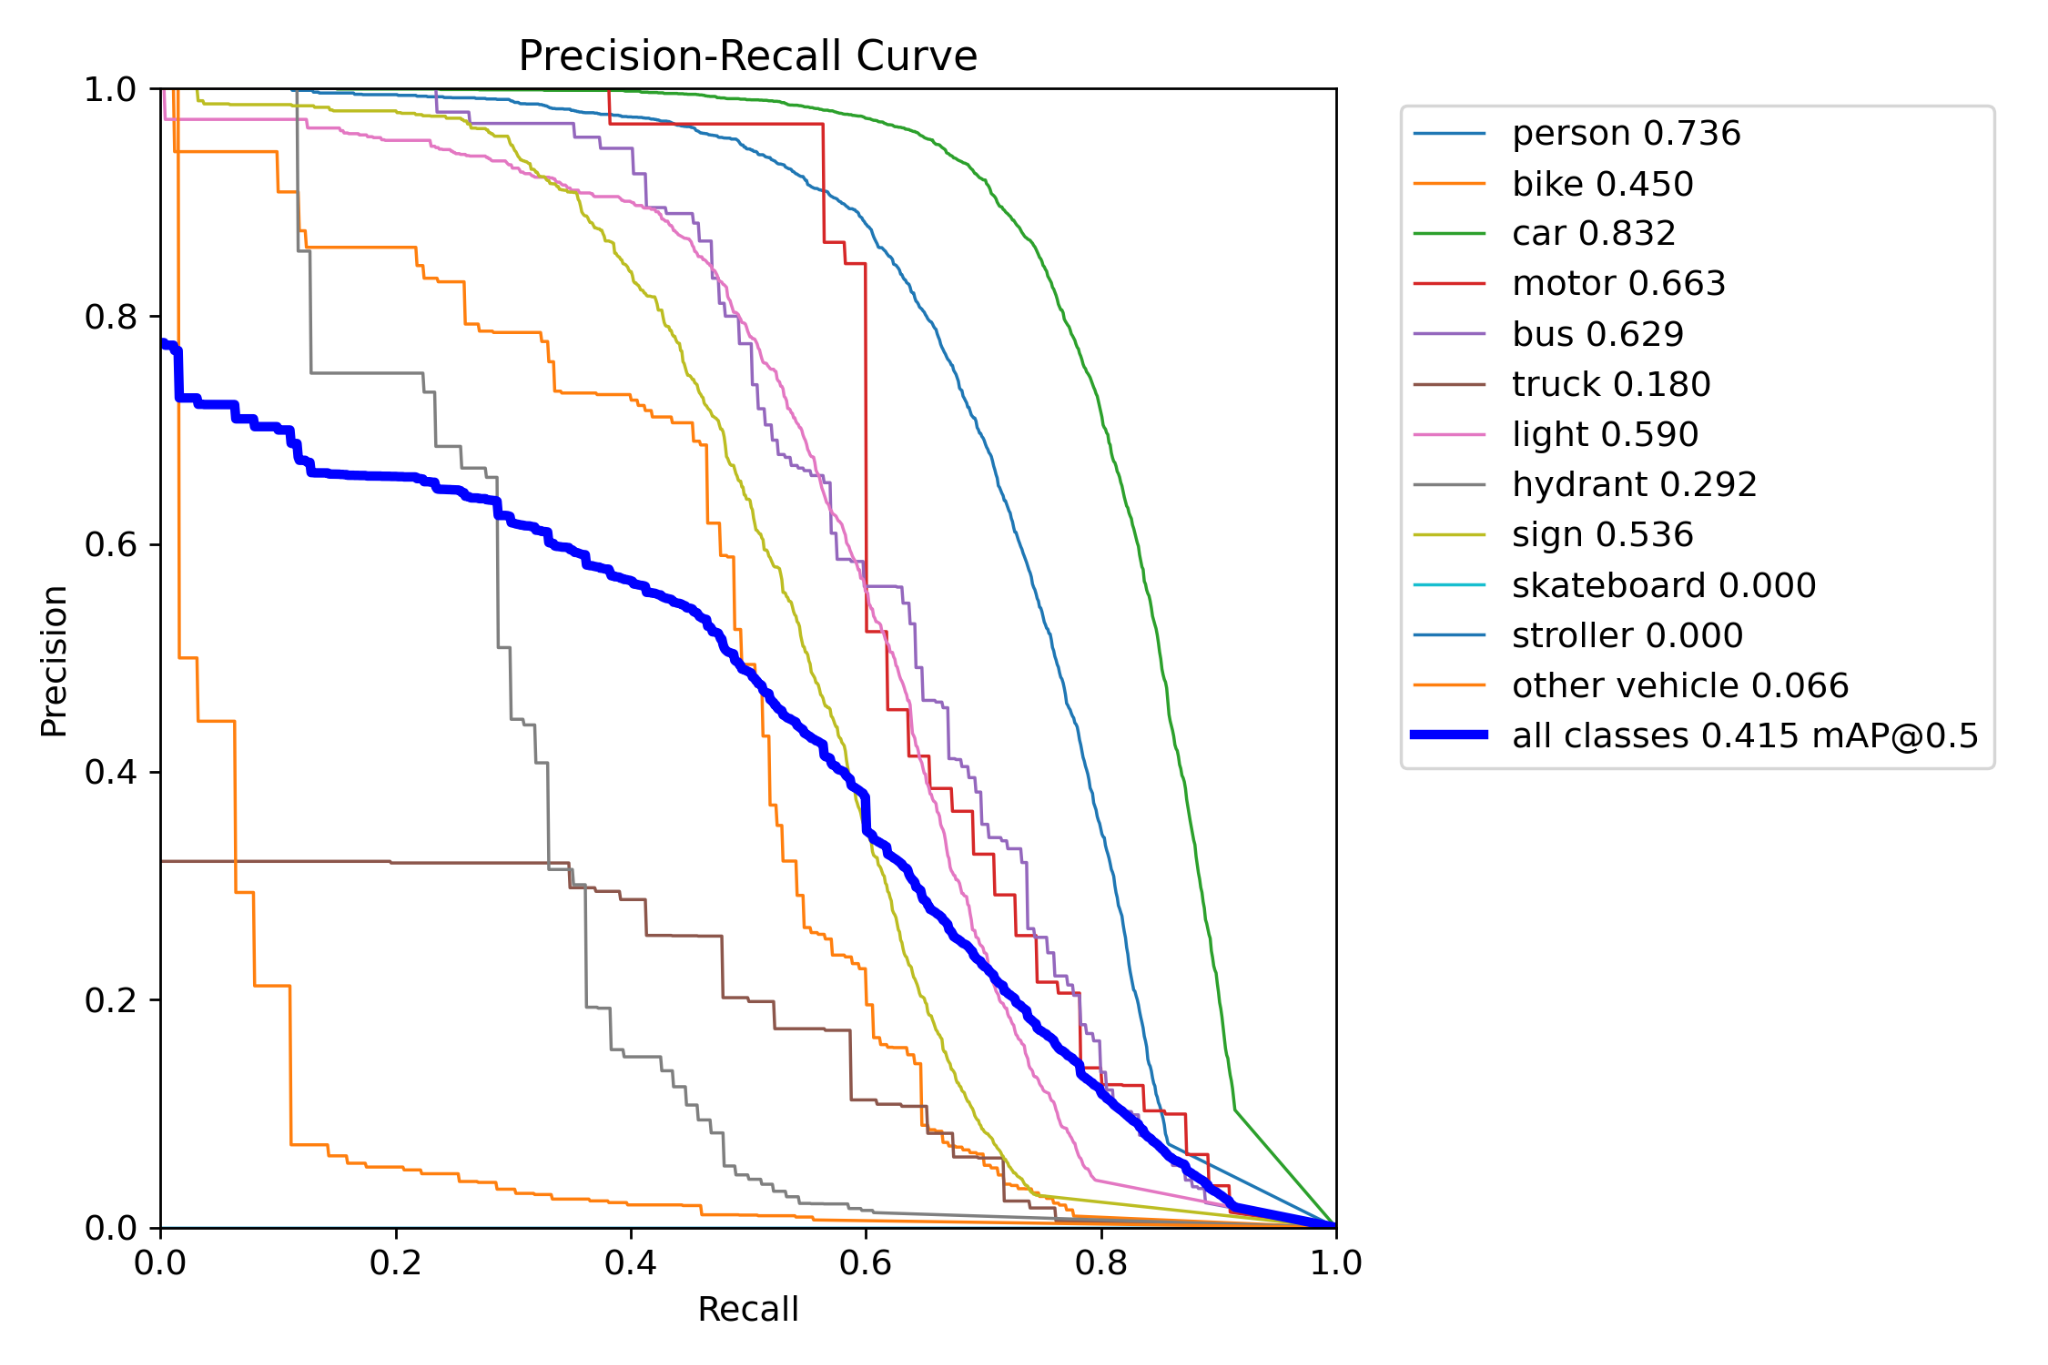 Precision-Recall Curve
1.0
0.8
0.6
0.4
0.2
0.0
Precision
0.0 0.2 0.4 0.6 0.8 1.0
Recall
person 0.736
bike 0.450
car 0.832
motor 0.663
bus 0.629
truck 0.180
light 0.590
hydrant 0.292
sign 0.536
skateboard 0.000
stroller 0.000
other vehicle 0.066
all classes 0.415 mAP@0.5